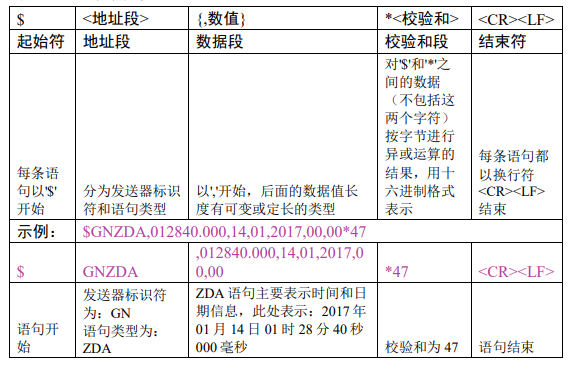 $ <地址段> {,数值} *<校验和> <CR><LF>
起始符 地址段 数据段 校验和段 结束符
每条语
句以'$'
开始
分为发送器标识
符和语句类型
以','开始，后面的数据值长
度有可变或定长的类型
对'$'和'*'之
间的数据
（不包括这
两个字符）
按字节进行
异或运算的
结果，用十
六进制格式
表示
每条语句都
以换行符
<CR><LF>
结束
示例： $GNZDA,012840.000,14,01,2017,00,00*47
$ GNZDA
,012840.000,14,01,2017,0
0,00
*47 <CR><LF>
语句开
始
发送器标识符
为：GN
语句类型为：
ZDA
ZDA 语句主要表示时间和日
期信息，此处表示：2017 年
01 月 14 日 01 时 28 分 40 秒
000 毫秒
校验和为 47
语句结束